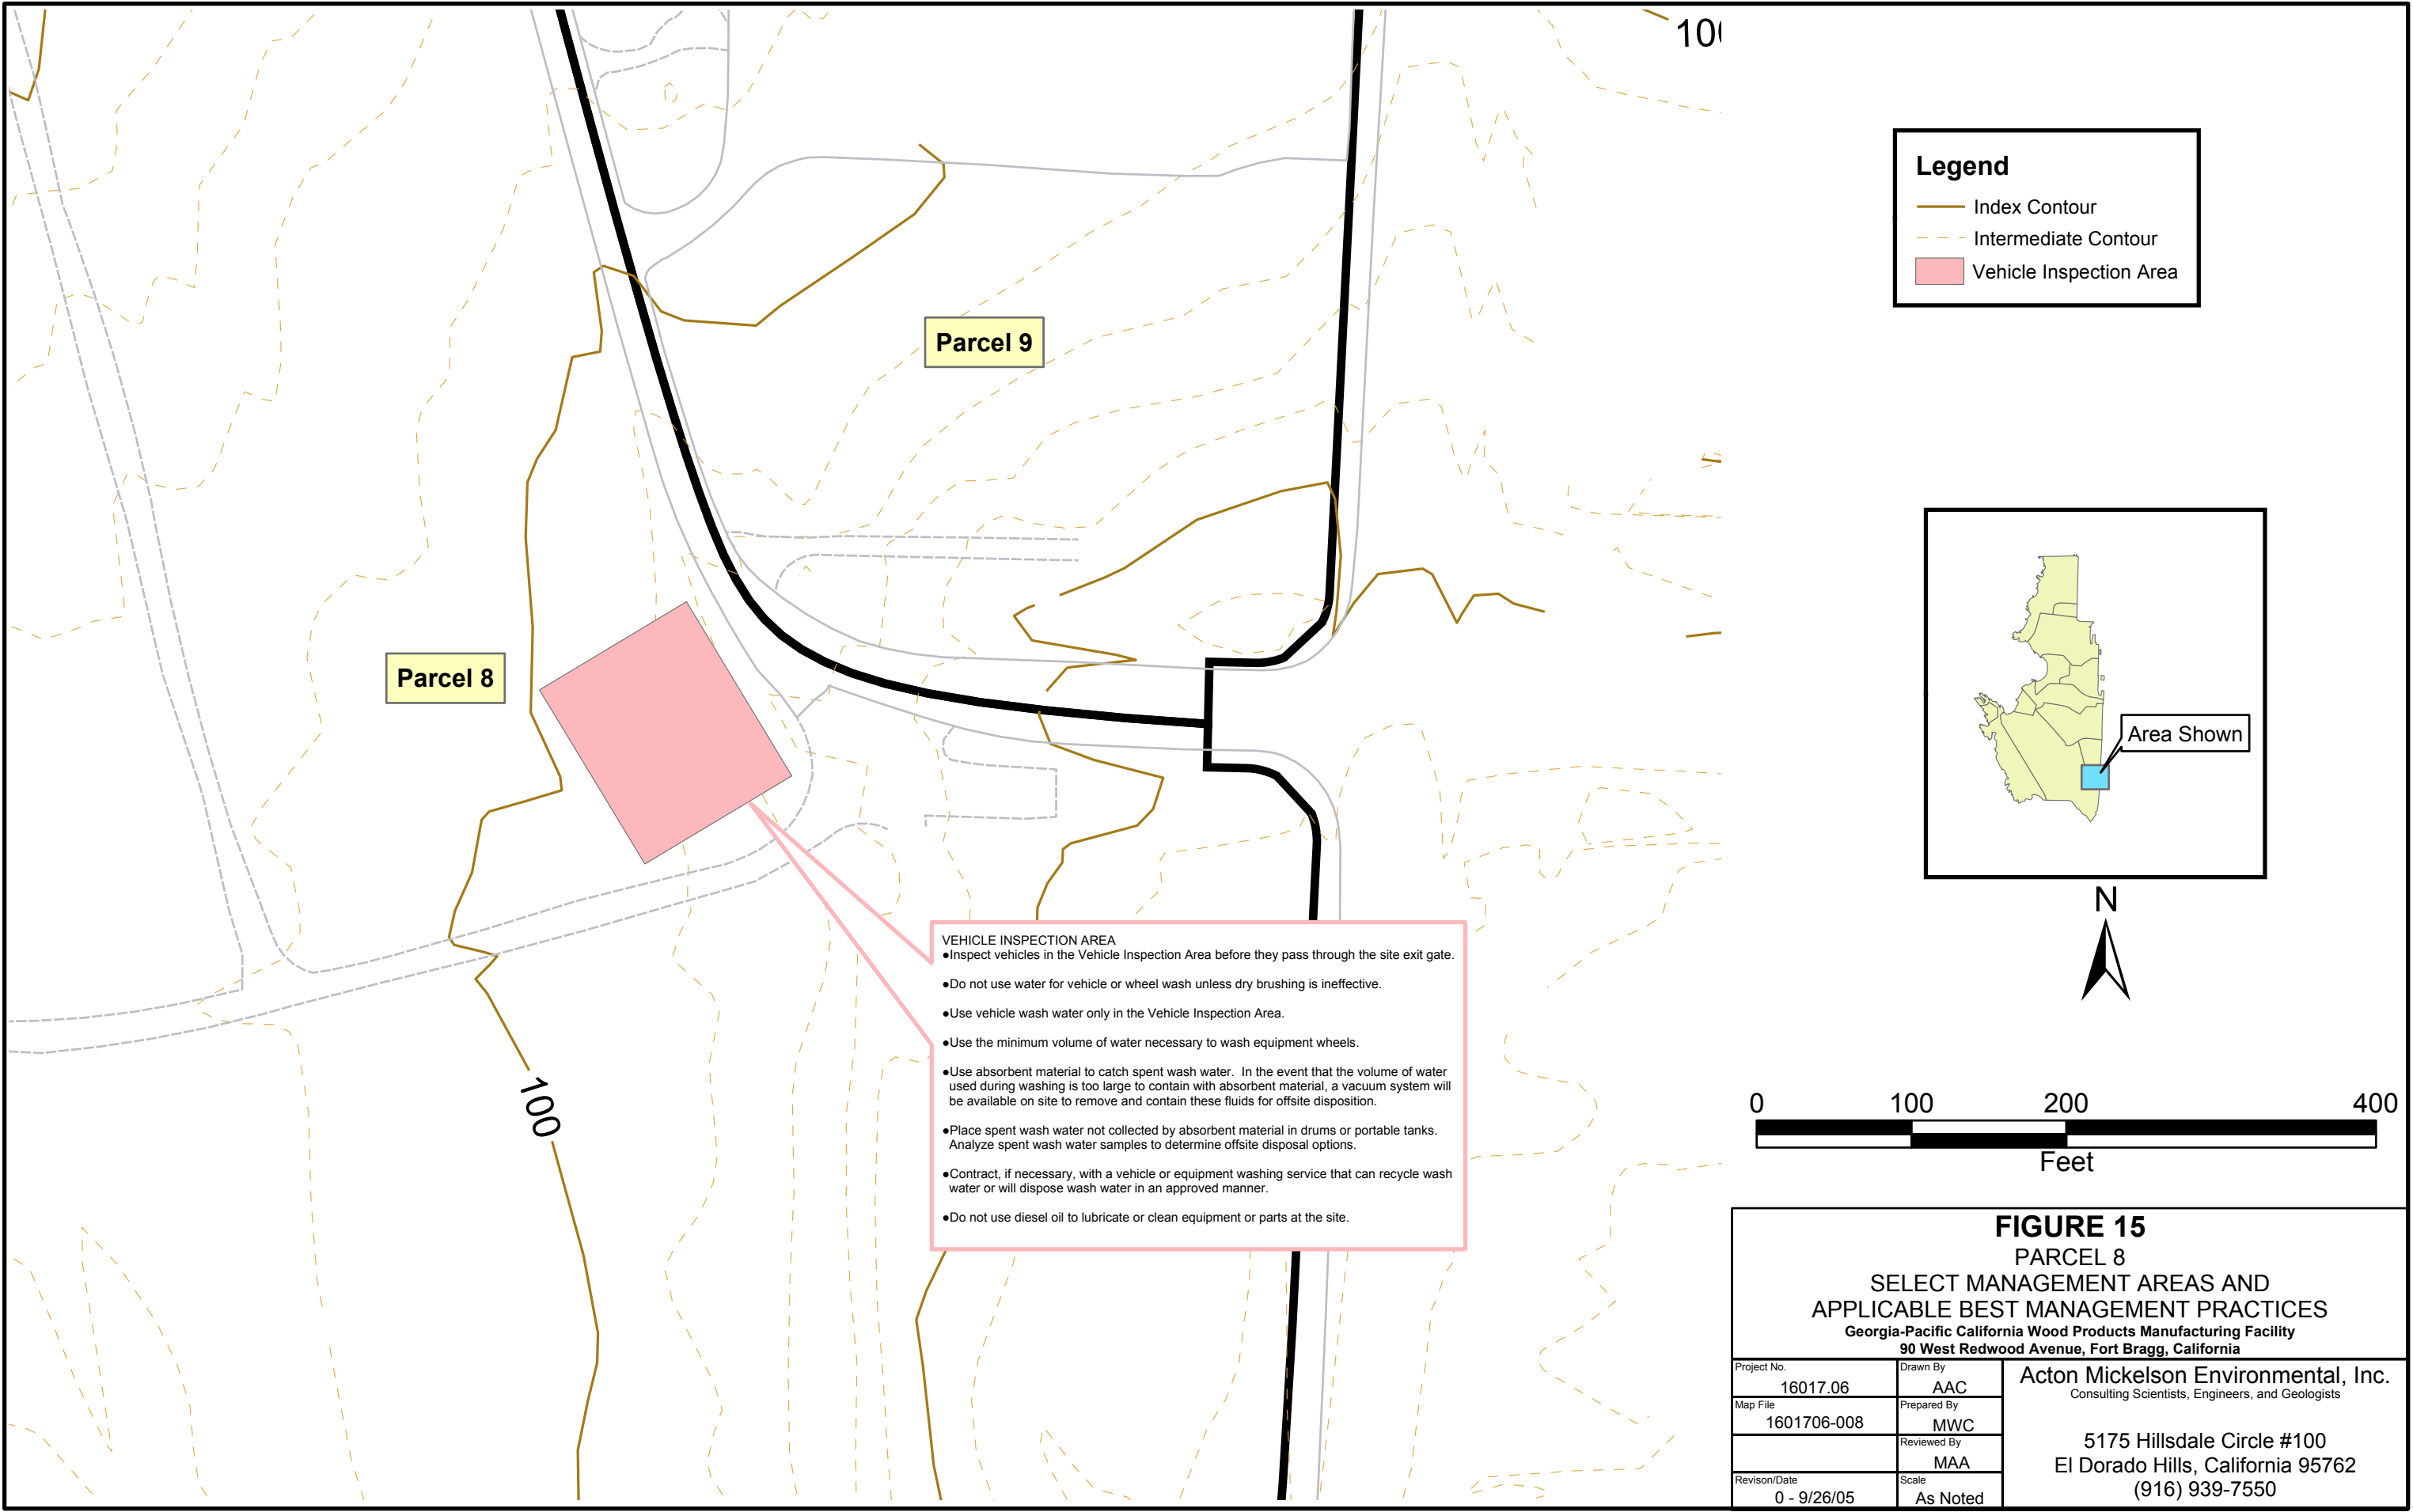 10
Parcel 9
Parcel 8
100
VEHICLE INSPECTION AREA
●Inspect vehicles in the Vehicle Inspection Area before they pass through the site exit gate.
●Do not use water for vehicle or wheel wash unless dry brushing is ineffective.
●Use vehicle wash water only in the Vehicle Inspection Area.
●Use the minimum volume of water necessary to wash equipment wheels.
●Use absorbent material to catch spent wash water. In the event that the volume of water
used during washing is too large to contain with absorbent material, a vacuum system will
be available on site to remove and contain these fluids for offsite disposition.
●Place spent wash water not collected by absorbent material in drums or portable tanks.
Analyze spent wash water samples to determine offsite disposal options.
●Contract, if necessary, with a vehicle or equipment washing service that can recycle wash
water or will dispose wash water in an approved manner.
●Do not use diesel oil to lubricate or clean equipment or parts at the site.
Legend
Index Contour
Intermediate Contour
Vehicle Inspection Area
Area Shown
N
0 100 200 400
Feet
FIGURE 15
PARCEL 8
SELECT MANAGEMENT AREAS AND
APPLICABLE BEST MANAGEMENT PRACTICES
Georgia-Pacific California Wood Products Manufacturing Facility
90 West Redwood Avenue, Fort Bragg, California
Project No.
16017.06
Drawn By
AAC
Map File
1601706-008
Prepared By
MWC
Reviewed By
MAA
Revison/Date
0 - 9/26/05
Scale
As Noted
Acton Mickelson Environmental, Inc.
Consulting Scientists, Engineers, and Geologists
5175 Hillsdale Circle #100
El Dorado Hills, California 95762
(916) 939-7550